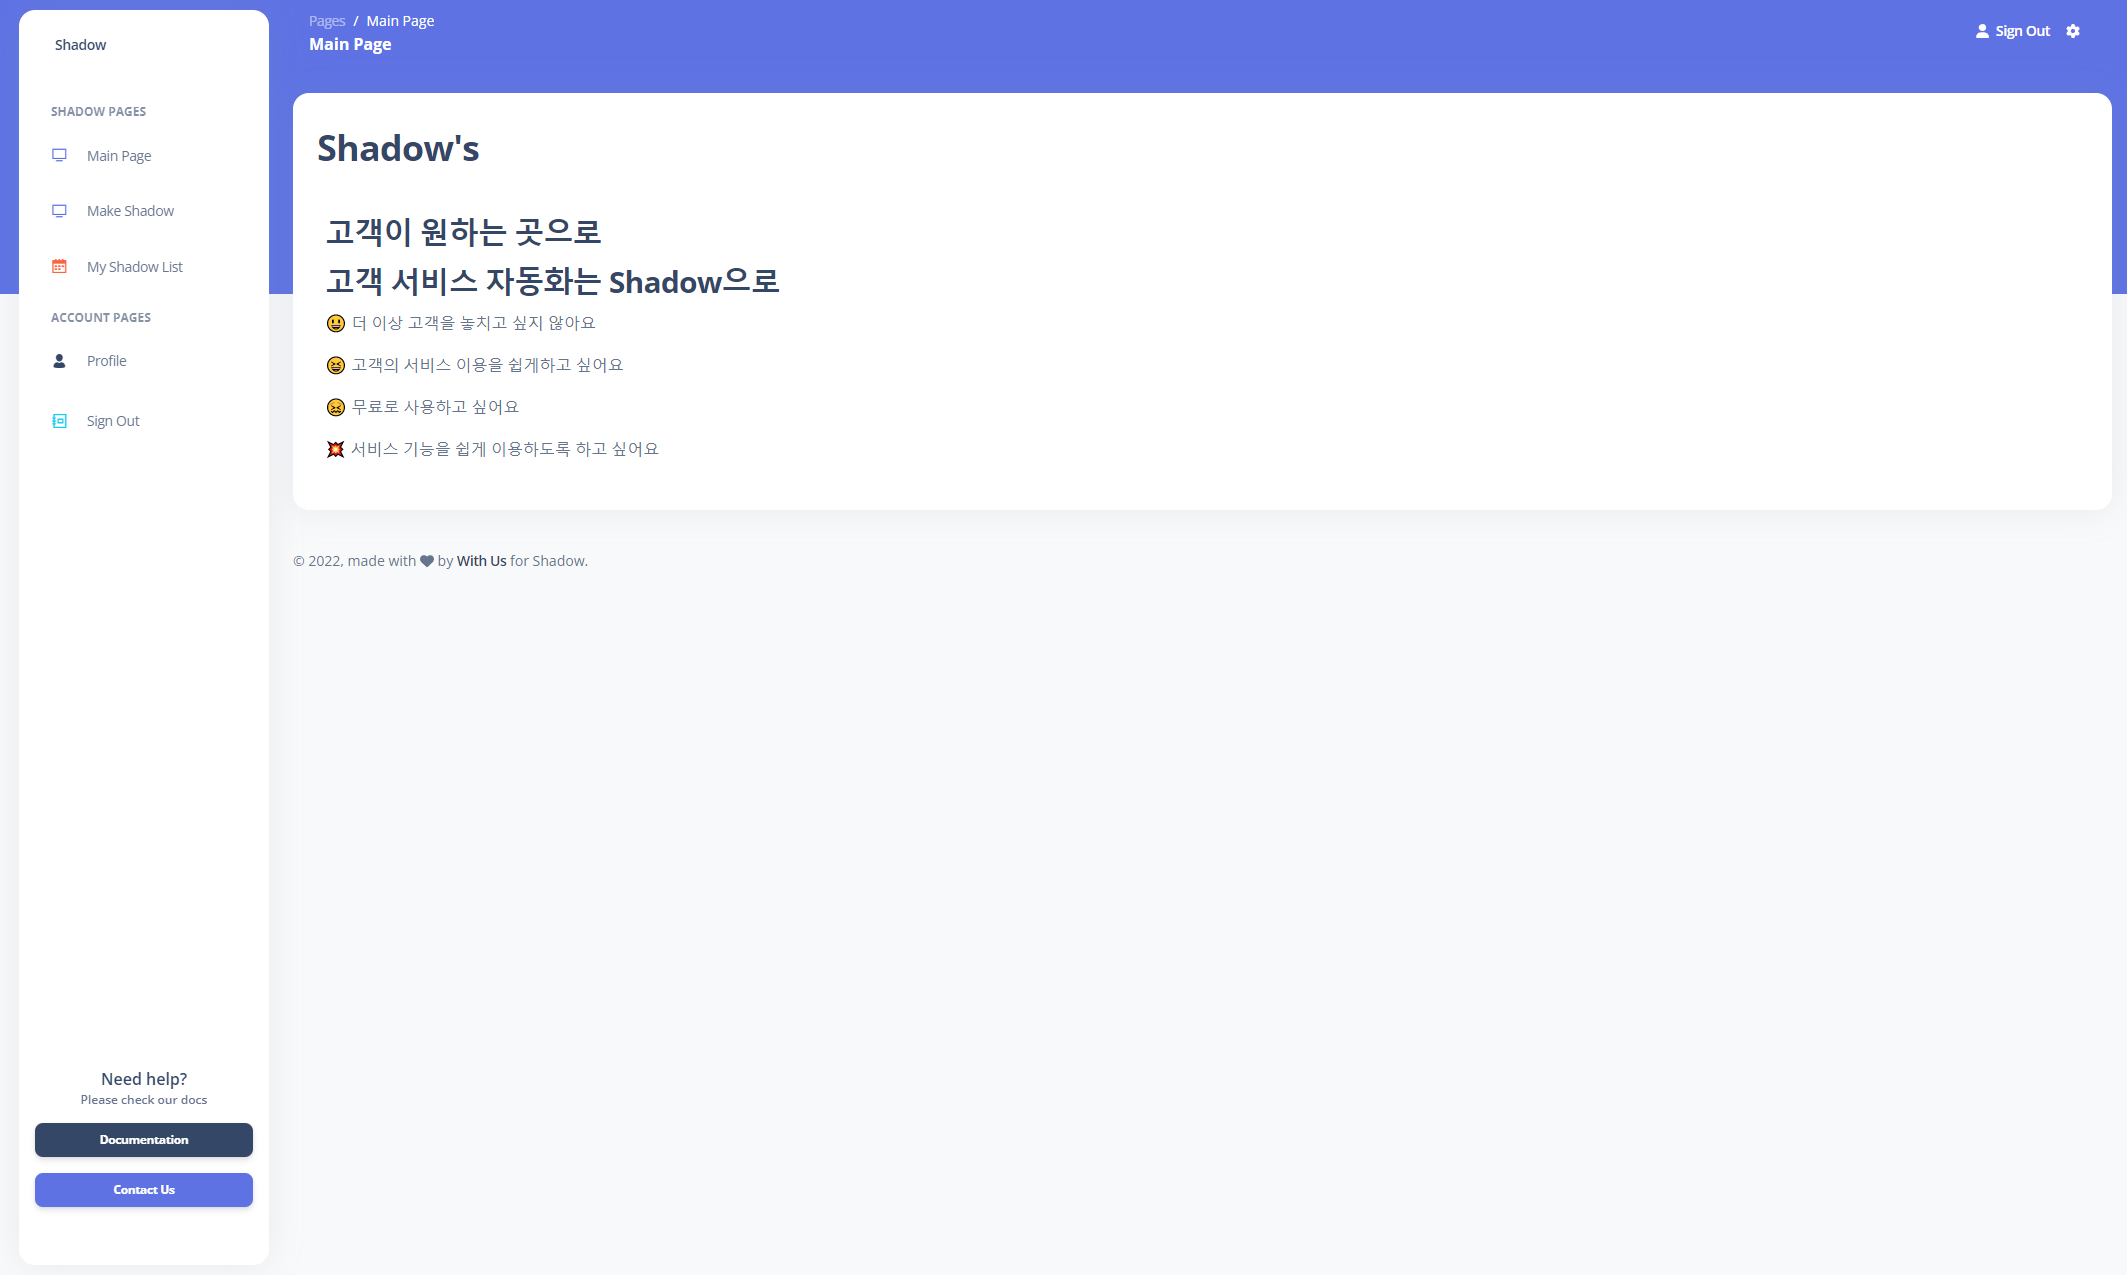 Shadow
SHADOW PAGES
Main Page
Make Shadow
My Shadow List
ACCOUNT PAGES
Profile
Sign Out
Need help?
Please check our docs
Documentation
Contact Us
Pages / Main Page
Main Page
Sign Out
Shadow's
고객이 원하는 곳으로
고객 서비스 자동화는 Shadow으로
😃 더 이상 고객을 놓치고 싶지 않아요
😆 고객의 서비스 이용을 쉽게하고 싶어요
😖 무료로 사용하고 싶어요
💥 서비스 기능을 쉽게 이용하도록 하고 싶어요
© 2022, made with ♥ by With Us for Shadow.